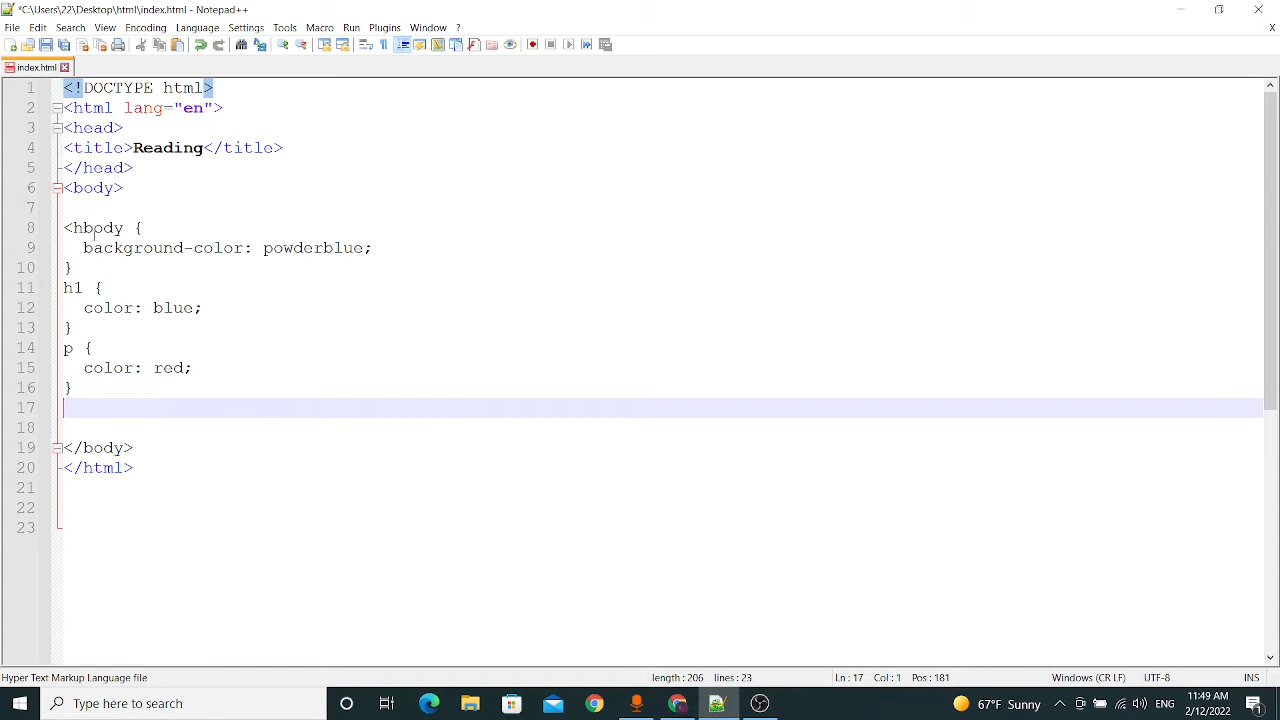 *C:\Users\22\Desktop\html\index.html - Notepad++
File Edit Search View Encoding Language Settings Tools Macro Run Plugins Window ? X
index.html
1 <!DOCTYPE html>
2 <html lang="en">
3 <head>
4 <title>Reading</title>
5 </head>
6 <body>
7
8 <hbody {
9 background-color: powderblue;
10 }
11 h1 {
12 color: blue;
13 }
14 p {
15 color: red;
16 }
17
18
19 </body>
20 </html>
21
22
23
Hyper Text Markup Language file length: 206 lines: 23 Ln: 17 Col: 1 Pos: 181 Windows (CR LF) UTF-8 INS
Type here to search 67°F Sunny ENG 11:49 AM
2/12/2022